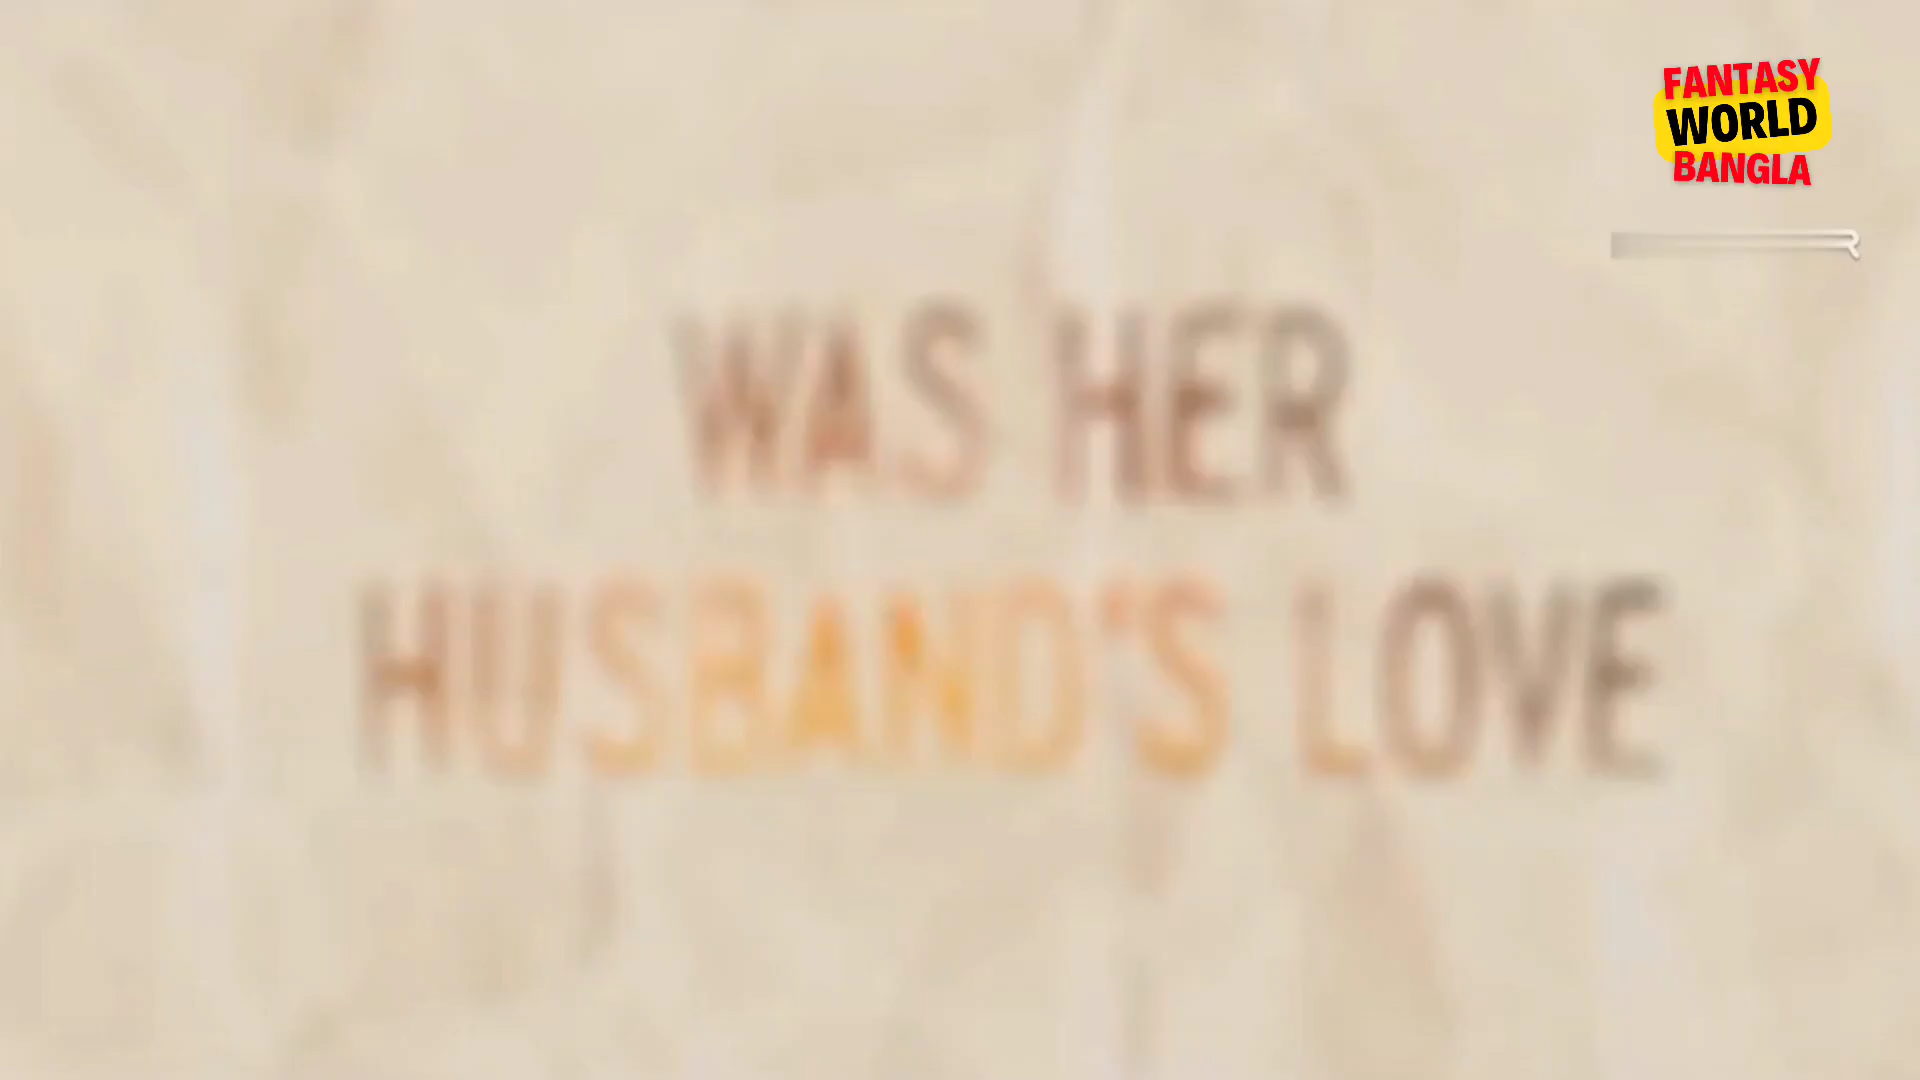 FANTASY
WORLD
BANGLA
WAS HER
HUSBAND'S LOVE